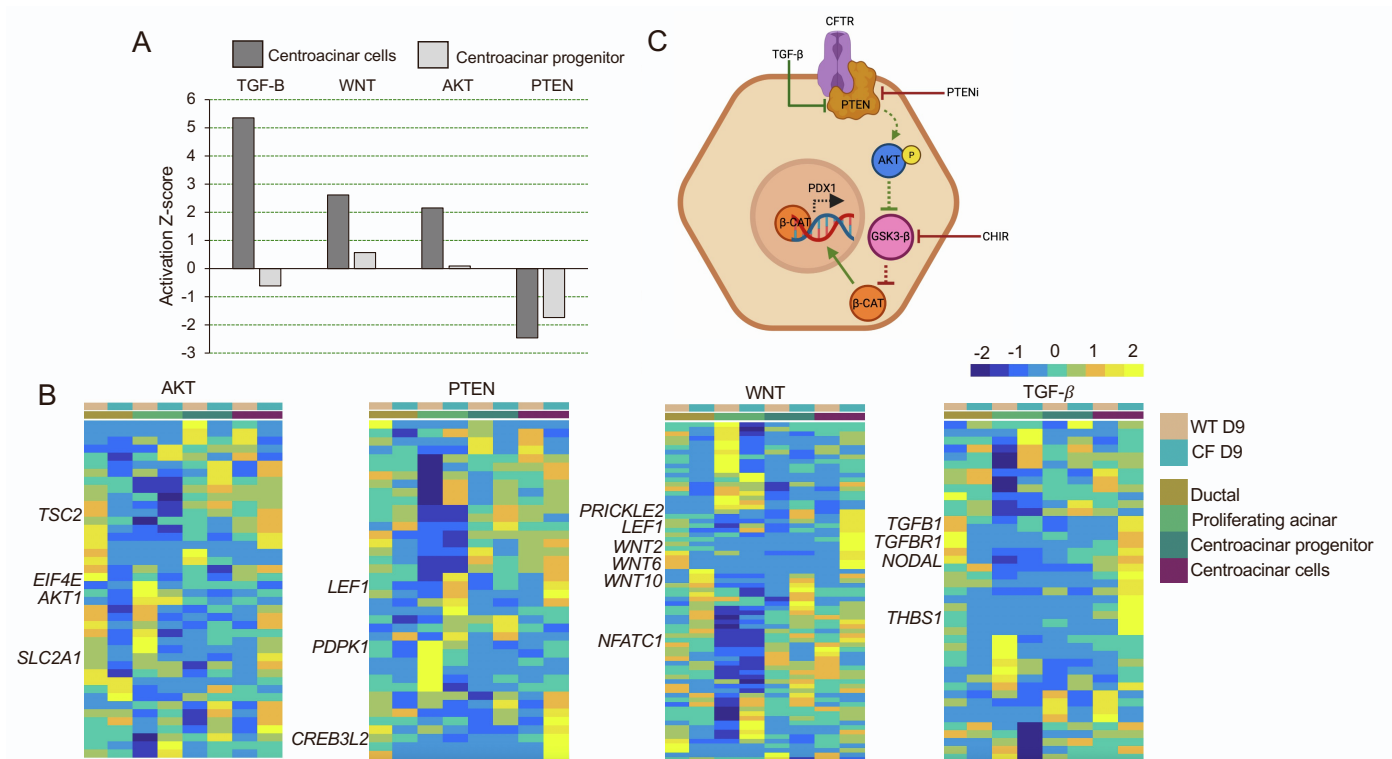 A
Centroacinar cells
Centroacinar progenitor
TGF-B
WNT
AKT
PTEN
Activation Z-score
6
5
4
3
2
1
0
-1
-2
-3
C
CFTR
TGF-β
PTEN
PTENi
AKT
P
PDX1
β-CAT
GSK3-β
CHIR
β-CAT
-2 -1 0 1 2
B
AKT
TSC2
EIF4E
AKT1
SLC2A1
PTEN
LEF1
PDPK1
CREB3L2
WNT
PRICKLE2
LEF1
WNT2
WNT6
WNT10
NFATC1
TGF-β
TGFB1
TGFBR1
NODAL
THBS1
WT D9
CF D9
Ductal
Proliferating acinar
Centroacinar progenitor
Centroacinar cells